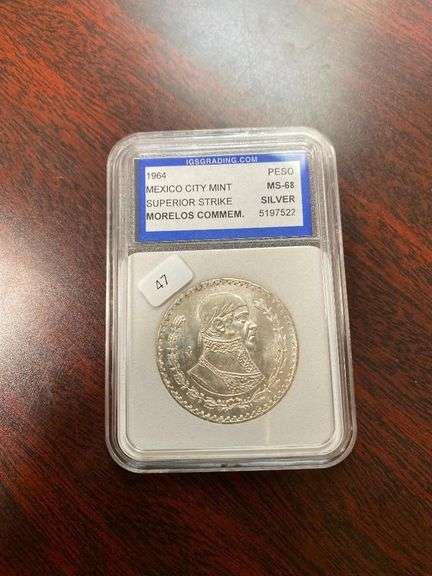 IGSGRADING.COM
1964 PESO
MEXICO CITY MINT MS-68
SUPERIOR STRIKE SILVER
MORELOS COMMEM. 5197522
47